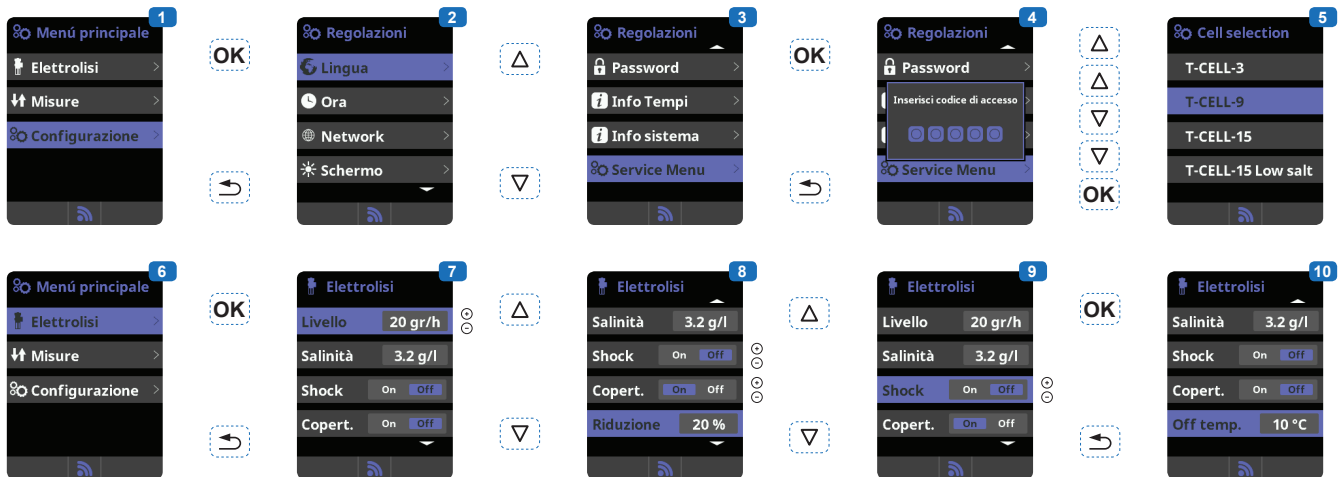 1
Menú principale
Elettrolisi
Misure
Configurazione
OK
2
Regolazioni
Lingua
Ora
Network
Schermo
3
Regolazioni
Password
Info Tempi
Info sistema
Service Menu
OK
4
Regolazioni
Password
Inserisci codice di accesso
Service Menu
OK
5
Cell selection
T-CELL-3
T-CELL-9
T-CELL-15
T-CELL-15 Low salt
6
Menú principale
Elettrolisi
Misure
Configurazione
OK
7
Elettrolisi
Livello 20 gr/h
Salinità 3.2 g/l
Shock On Off
Copert. On Off
8
Elettrolisi
Salinità 3.2 g/l
Shock On Off
Copert. On Off
Riduzione 20 %
9
Elettrolisi
Livello 20 gr/h
Salinità 3.2 g/l
Shock On Off
Copert. On Off
OK
10
Elettrolisi
Salinità 3.2 g/l
Shock On Off
Copert. On Off
Off temp. 10 °C